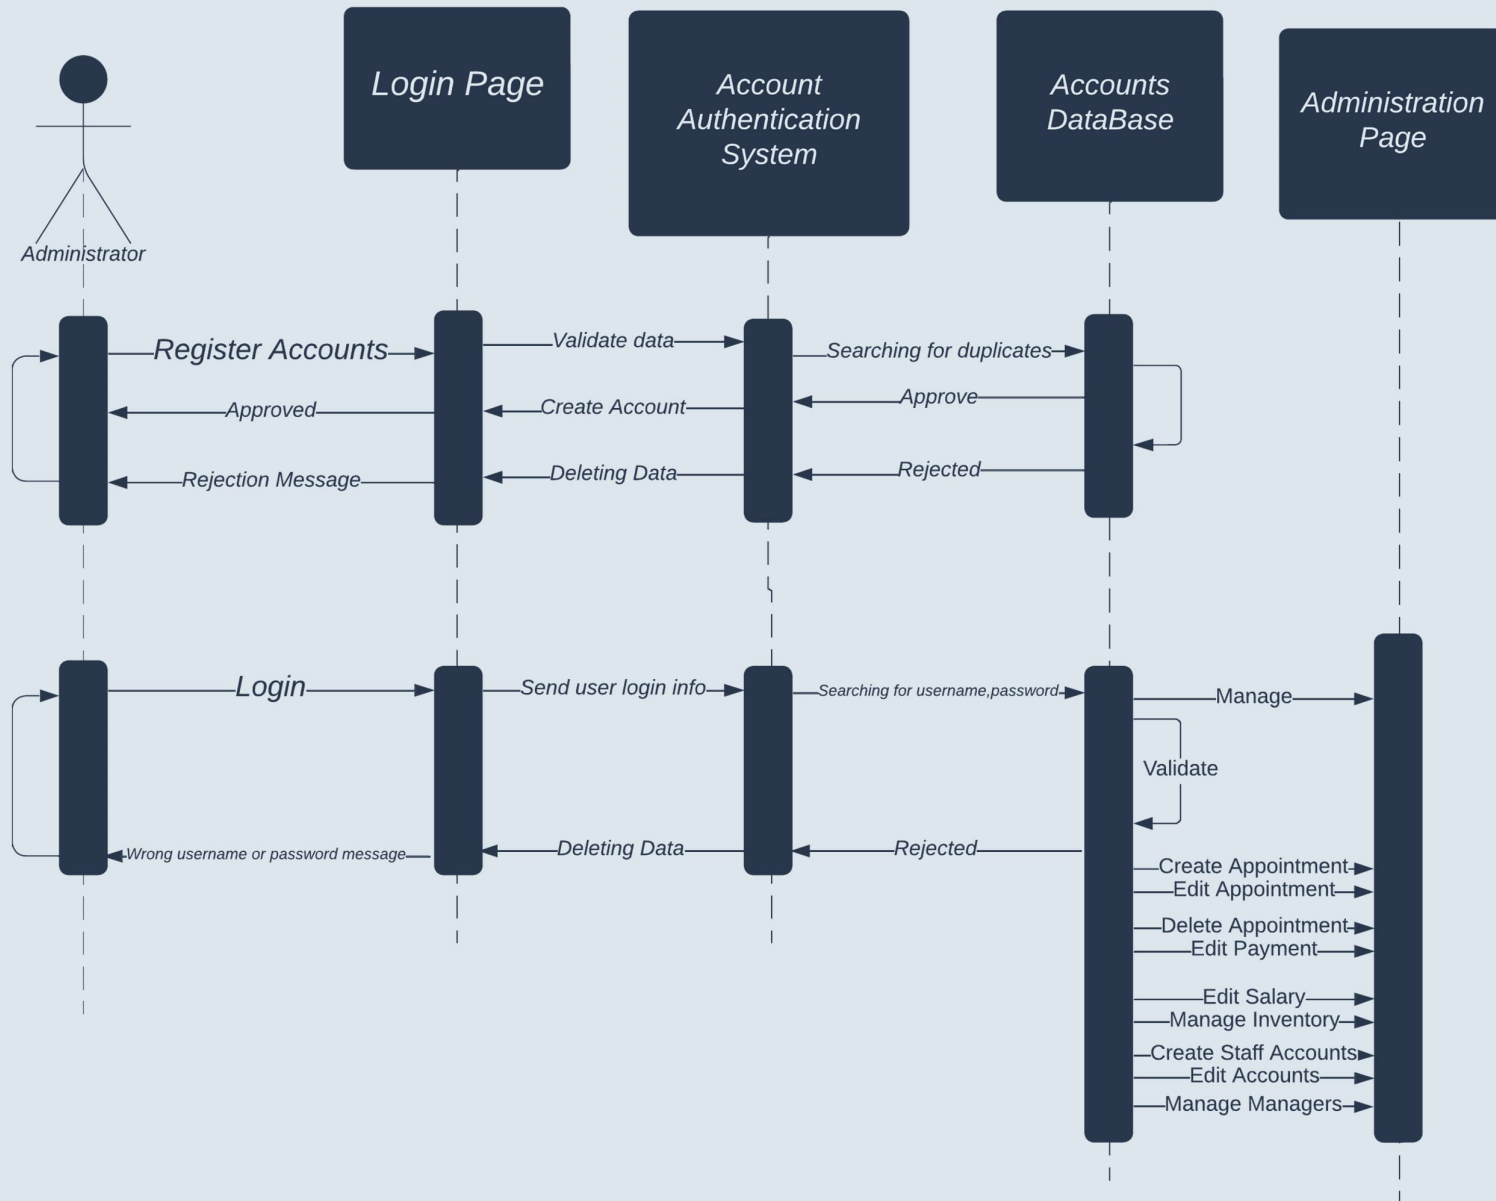 Login Page
Account
Authentication
System
Accounts
DataBase
Administration
Page
Administrator
Register Accounts
Validate data
Searching for duplicates
Approved
Create Account
Approve
Rejection Message
Deleting Data
Rejected
Login
Send user login info
Searching for username,password
Manage
Validate
Wrong username or password message
Deleting Data
Rejected
Create Appointment
Edit Appointment
Delete Appointment
Edit Payment
Edit Salary
Manage Inventory
Create Staff Accounts
Edit Accounts
Manage Managers